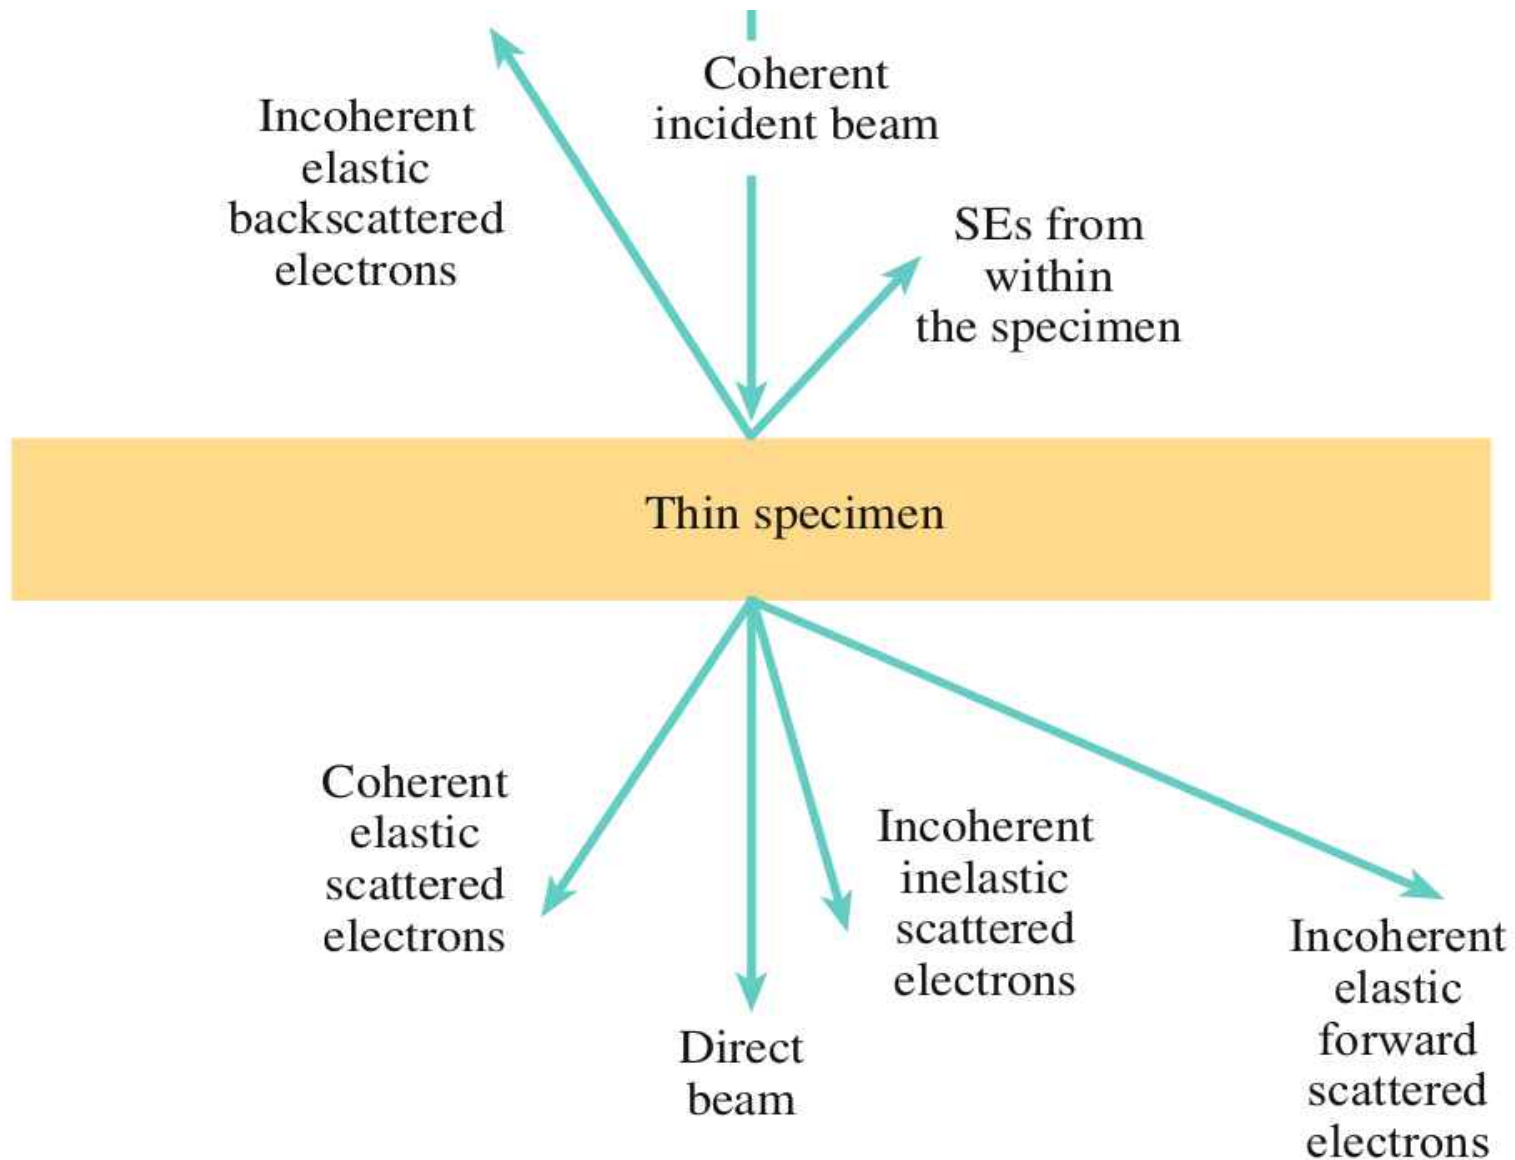 Coherent
incident beam
Incoherent
elastic
backscattered
electrons
SEs from
within
the specimen
Thin specimen
Coherent
elastic
scattered
electrons
Direct
beam
Incoherent
inelastic
scattered
electrons
Incoherent
elastic
forward
scattered
electrons